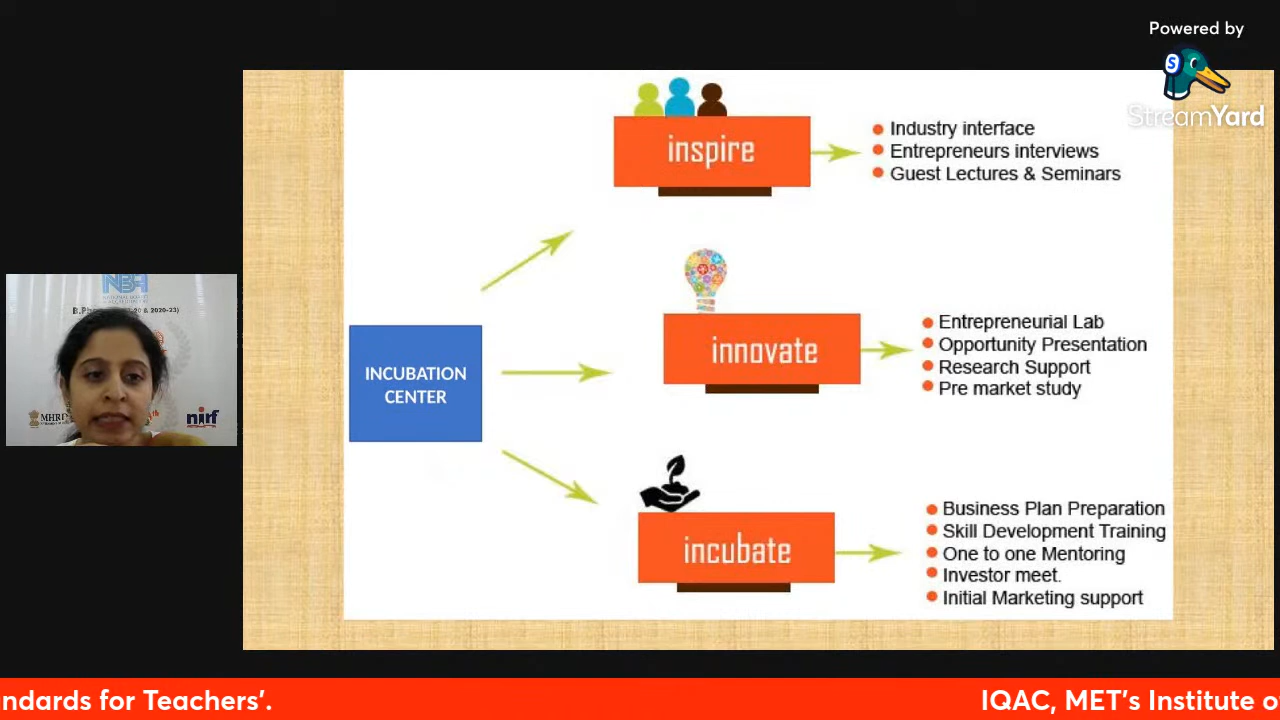 Powered by
StreamYard
inspire
Industry interface
Entrepreneurs interviews
Guest Lectures & Seminars
innovate
Entrepreneurial Lab
Opportunity Presentation
Research Support
Pre market study
INCUBATION
CENTER
incubate
Business Plan Preparation
Skill Development Training
One to one Mentoring
Investor meet.
Initial Marketing support
NBA
MHRD
nirf
ndards for Teachers'.
IQAC, MET's Institute o